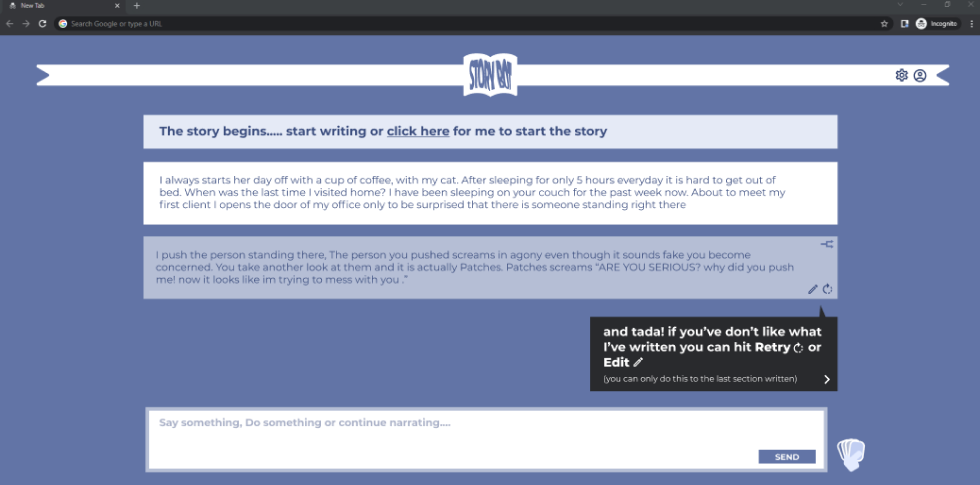 New Tab
Search Google or type a URL
Incognito
STORY BOT
The story begins..... start writing or click here for me to start the story
I always starts her day off with a cup of coffee, with my cat. After sleeping for only 5 hours everyday it is hard to get out of
bed. When was the last time I visited home? I have been sleeping on your couch for the past week now. About to meet my
first client I opens the door of my office only to be surprised that there is someone standing right there
I push the person standing there, The person you pushed screams in agony even though it sounds fake you become
concerned. You take another look at them and it is actually Patches. Patches screams "ARE YOU SERIOUS? why did you push
me! now it looks like im trying to mess with you ."
and tada! if you've don't like what
I've written you can hit Retry or
Edit
(you can only do this to the last section written)
Say something, Do something or continue narrating....
SEND